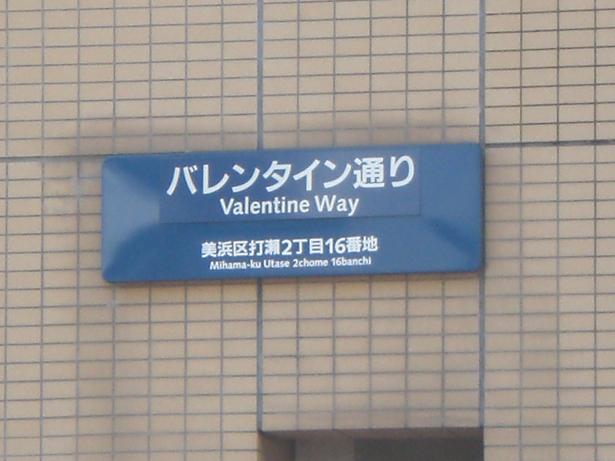 バレンタイン通り
Valentine Way
美浜区打瀬2丁目16番地
Mihama-ku Utase 2chome 16banchi